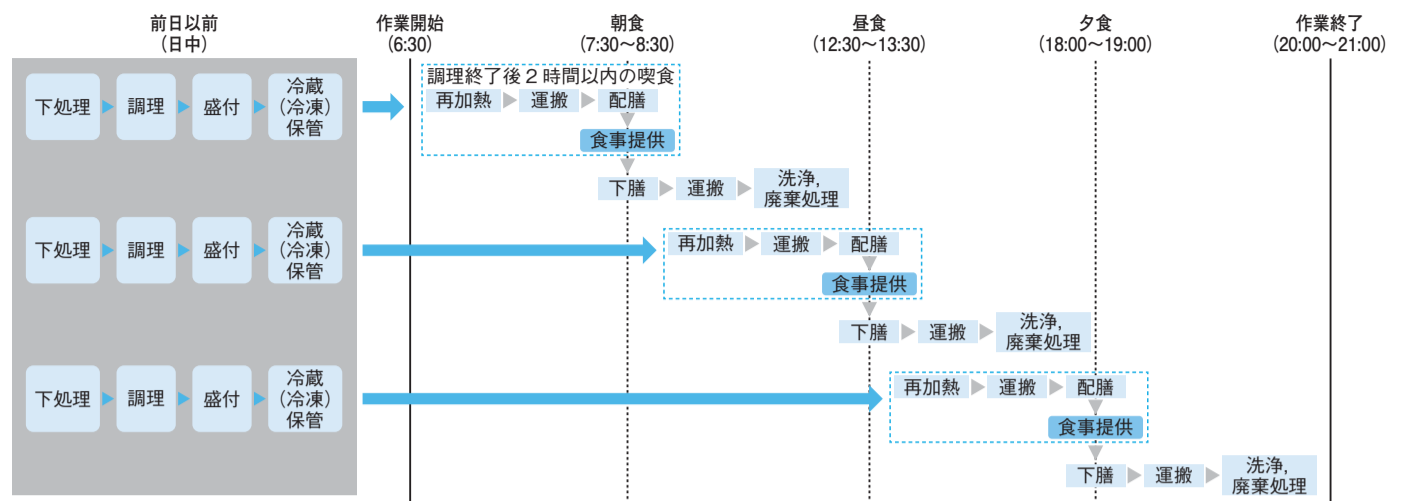 前日以前
（日中）
作業開始
（6:30）
朝食
（7:30〜8:30）
昼食
（12:30〜13:30）
夕食
（18:00〜19:00）
作業終了
（20:00〜21:00）
下処理
調理
盛付
冷蔵
（冷凍）
保管
調理終了後２時間以内の喫食
再加熱
運搬
配膳
食事提供
下膳
運搬
洗浄，
廃棄処理
下処理
調理
盛付
冷蔵
（冷凍）
保管
再加熱
運搬
配膳
食事提供
下膳
運搬
洗浄，
廃棄処理
下処理
調理
盛付
冷蔵
（冷凍）
保管
再加熱
運搬
配膳
食事提供
下膳
運搬
洗浄，
廃棄処理